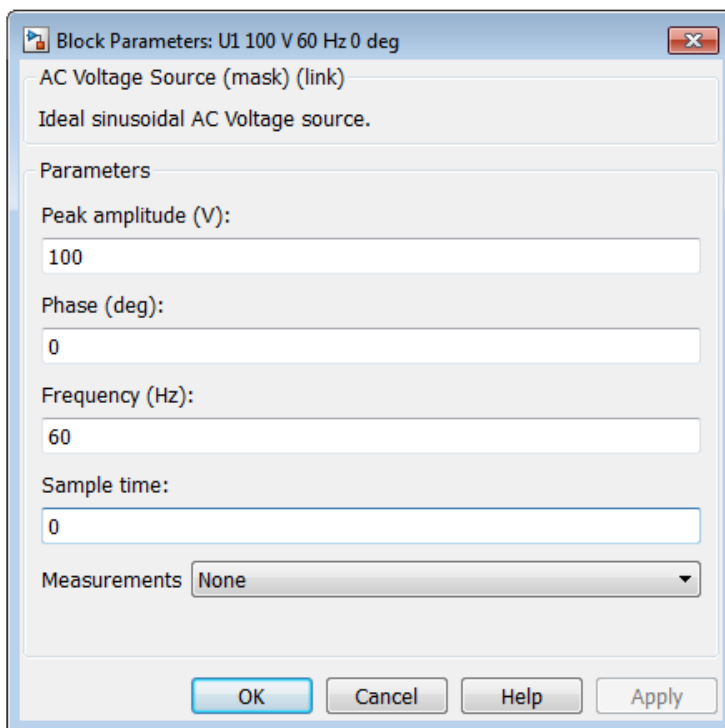 Block Parameters: U1 100 V 60 Hz 0 deg
AC Voltage Source (mask) (link)
Ideal sinusoidal AC Voltage source.
Parameters
Peak amplitude (V):
100
Phase (deg):
0
Frequency (Hz):
60
Sample time:
0
Measurements None
OK Cancel Help Apply